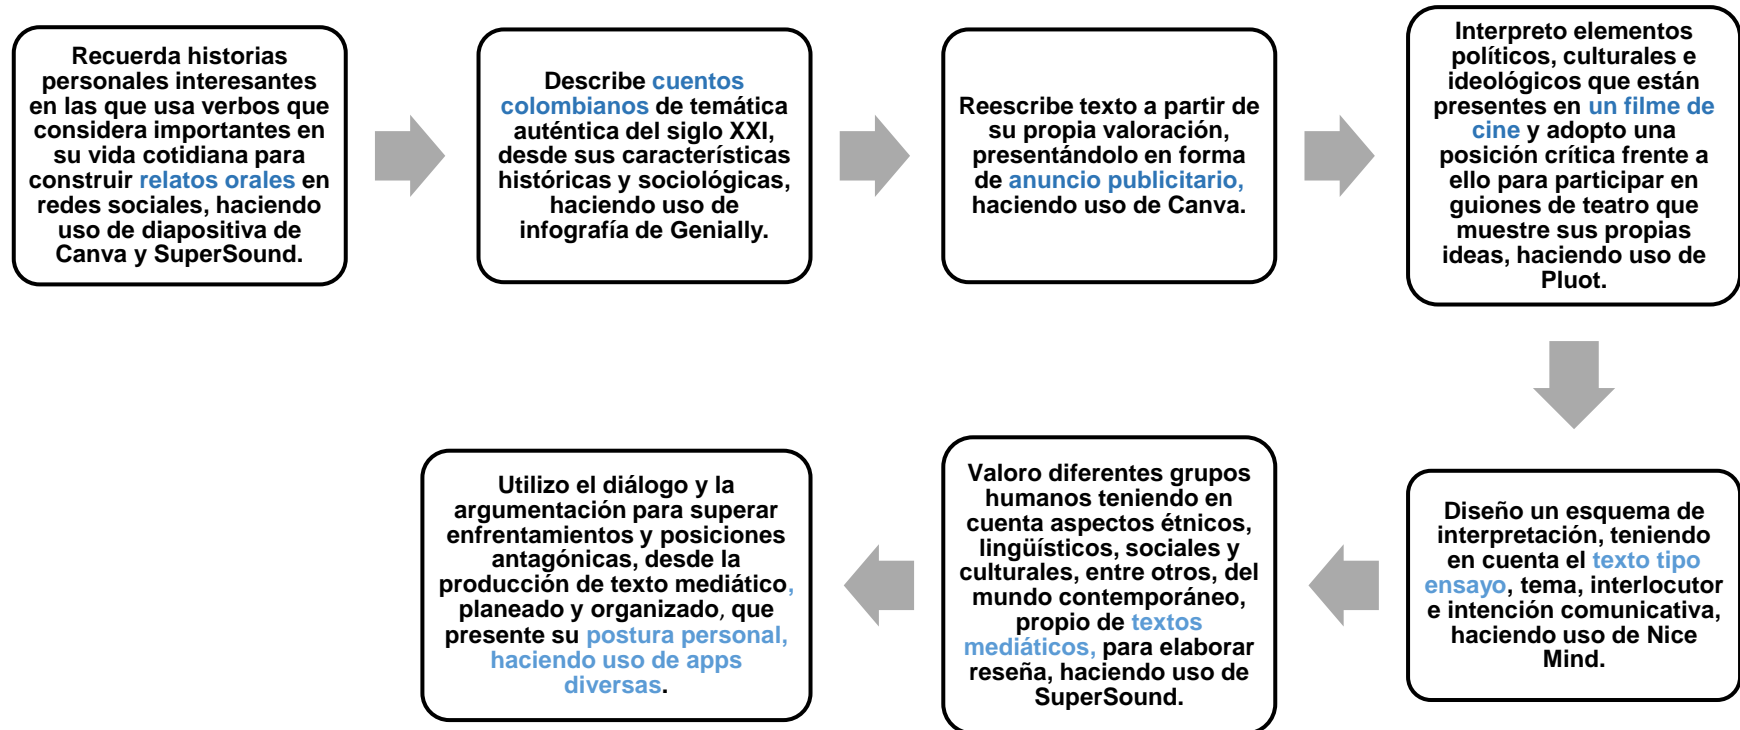 Recuerda historias
personales interesantes
en las que usa verbos que
considera importantes en
su vida cotidiana para
construir relatos orales en
redes sociales, haciendo
uso de diapositiva de
Canva y SuperSound.
Describe cuentos
colombianos de temática
auténtica del siglo XXI,
desde sus características
históricas y sociológicas,
haciendo uso de
infografía de Genially.
Reescribe texto a partir de
su propia valoración,
presentándolo en forma
de anuncio publicitario,
haciendo uso de Canva.
Interpreto elementos
políticos, culturales e
ideológicos que están
presentes en un filme de
cine y adopto una
posición crítica frente a
ello para participar en
guiones de teatro que
muestre sus propias
ideas, haciendo uso de
Pluot.
Diseño un esquema de
interpretación, teniendo
en cuenta el texto tipo
ensayo, tema, interlocutor
e intención comunicativa,
haciendo uso de Nice
Mind.
Valoro diferentes grupos
humanos teniendo en
cuenta aspectos étnicos,
lingüísticos, sociales y
culturales, entre otros, del
mundo contemporáneo,
propio de textos
mediáticos, para elaborar
reseña, haciendo uso de
SuperSound.
Utilizo el diálogo y la
argumentación para superar
enfrentamientos y posiciones
antagónicas, desde la
producción de texto mediático,
planeado y organizado, que
presente su postura personal,
haciendo uso de apps
diversas.